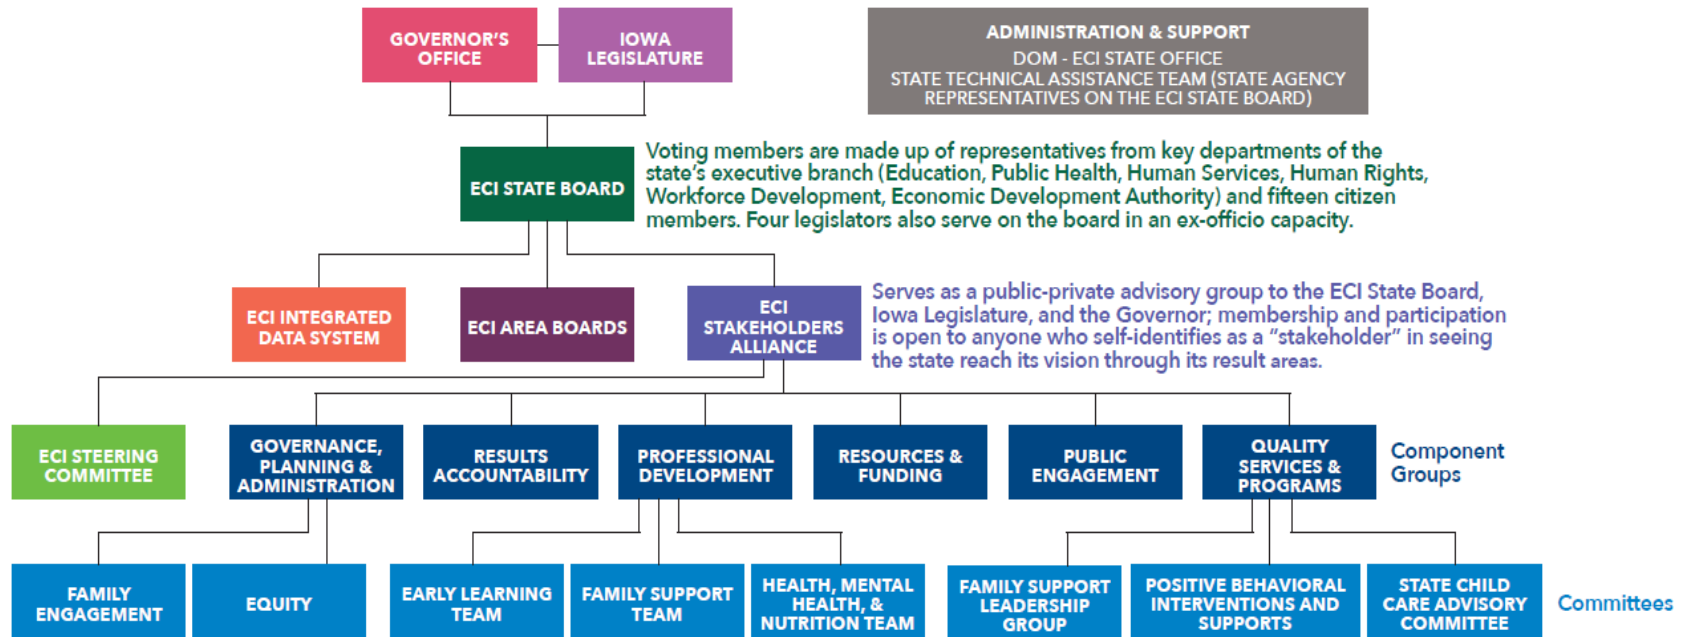 GOVERNOR'S
OFFICE
IOWA
LEGISLATURE
ADMINISTRATION & SUPPORT
DOM - ECI STATE OFFICE
STATE TECHNICAL ASSISTANCE TEAM (STATE AGENCY
REPRESENTATIVES ON THE ECI STATE BOARD)
ECI STATE BOARD
Voting members are made up of representatives from key departments of the
state's executive branch (Education, Public Health, Human Services, Human Rights,
Workforce Development, Economic Development Authority) and fifteen citizen
members. Four legislators also serve on the board in an ex-officio capacity.
ECI INTEGRATED
DATA SYSTEM
ECI AREA BOARDS
ECI
STAKEHOLDERS
ALLIANCE
Serves as a public-private advisory group to the ECI State Board,
Iowa Legislature, and the Governor; membership and participation
is open to anyone who self-identifies as a “stakeholder” in seeing
the state reach its vision through its result areas.
ECI STEERING
COMMITTEE
GOVERNANCE,
PLANNING &
ADMINISTRATION
RESULTS
ACCOUNTABILITY
PROFESSIONAL
DEVELOPMENT
RESOURCES &
FUNDING
PUBLIC
ENGAGEMENT
QUALITY
SERVICES &
PROGRAMS
Component
Groups
FAMILY
ENGAGEMENT
EQUITY
EARLY LEARNING
TEAM
FAMILY SUPPORT
TEAM
HEALTH, MENTAL
HEALTH, &
NUTRITION TEAM
FAMILY SUPPORT
LEADERSHIP
GROUP
POSITIVE BEHAVIORAL
INTERVENTIONS AND
SUPPORTS
STATE CHILD
CARE ADVISORY
COMMITTEE
Committees